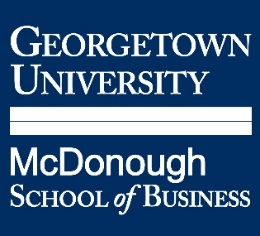 GEORGETOWN
UNIVERSITY
McDonough
SCHOOL of BUSINESS